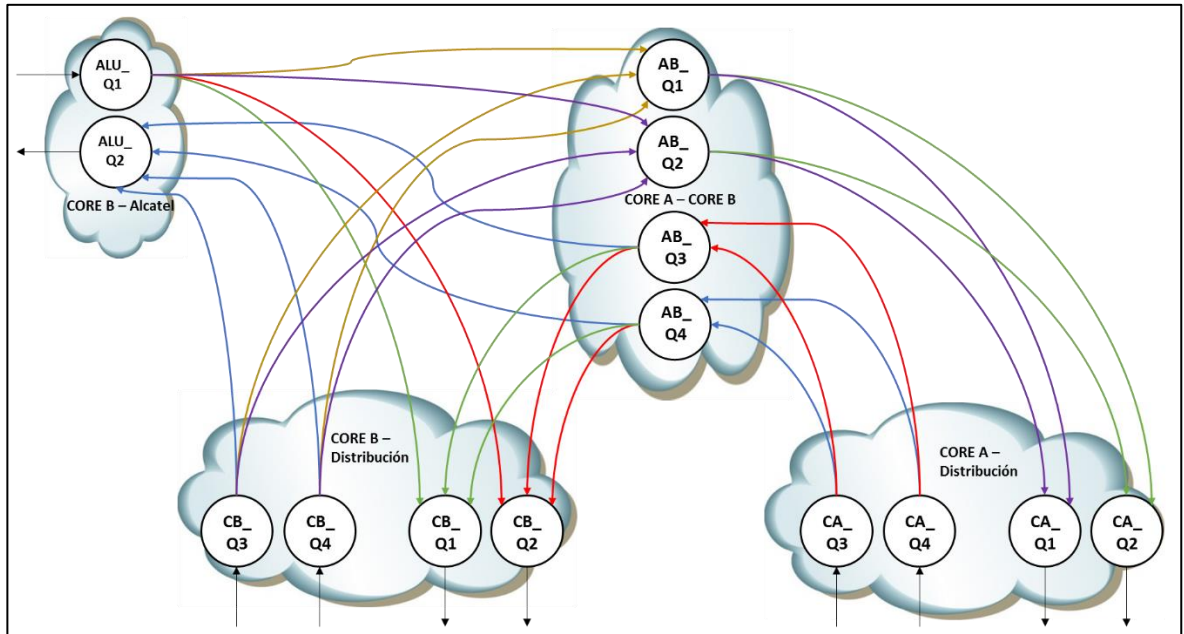 ALU_
Q1
ALU_
Q2
CORE B – Alcatel
AB_
Q1
AB_
Q2
CORE A – CORE B
AB_
Q3
AB_
Q4
CORE B –
Distribución
CB_
Q3
CB_
Q4
CB_
Q1
CB_
Q2
CORE A –
Distribución
CA_
Q3
CA_
Q4
CA_
Q1
CA_
Q2